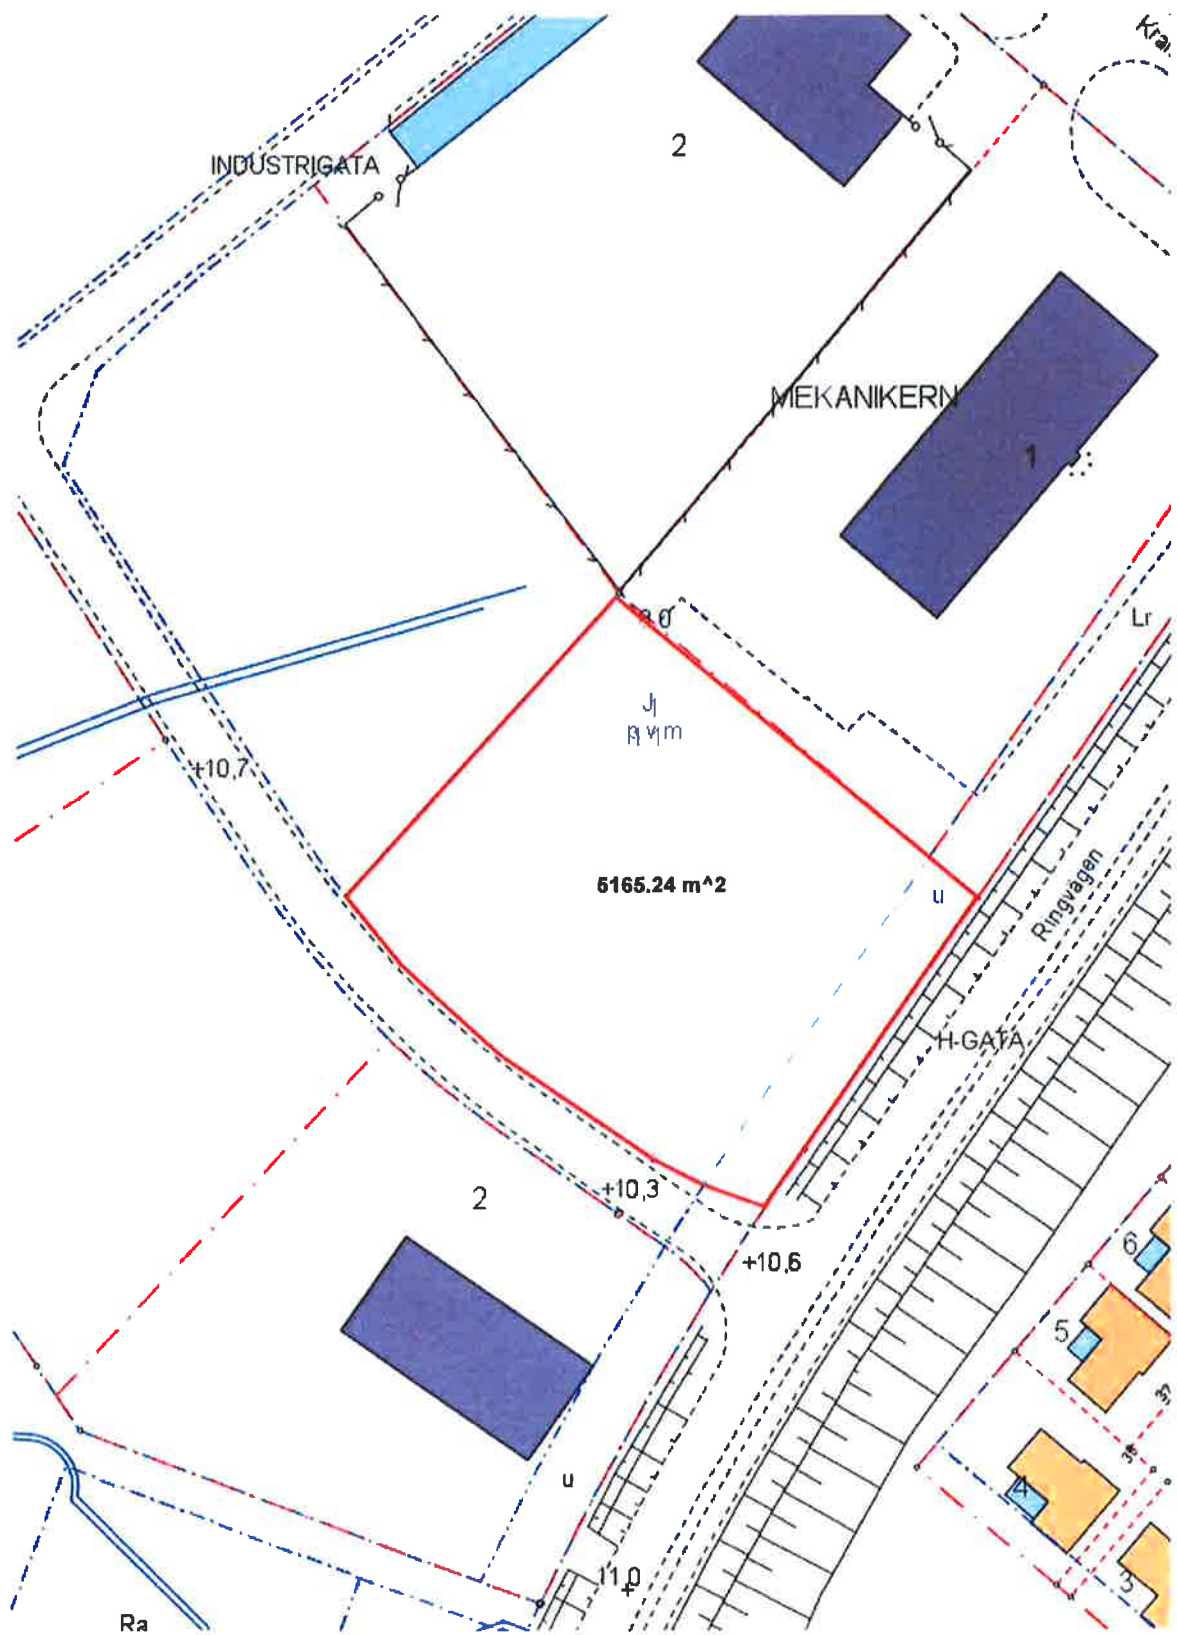 INDUSTRIGATA
2
MEKANIKERN
1
Lr
+10,7
5165.24 m^2
u
Ringvägen
H-GATA
2
+10,3
+10,6
6
5
4
3
u
11,0
Ra